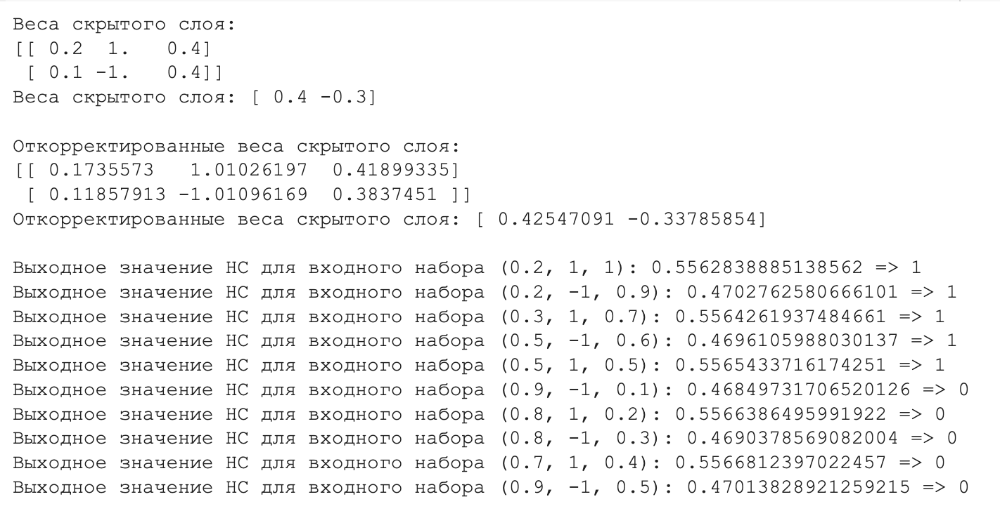 Веса скрытого слоя:
[[ 0.2  1.   0.4]
 [ 0.1 -1.   0.4]]
Веса скрытого слоя: [ 0.4 -0.3]
Откорректированные веса скрытого слоя:
[[ 0.1735573   1.01026197  0.41899335]
 [ 0.11857913 -1.01096169  0.3837451 ]]
Откорректированные веса скрытого слоя: [ 0.42547091 -0.33785854]
Выходное значение НС для входного набора (0.2, 1, 1): 0.5562838885138562 => 1
Выходное значение НС для входного набора (0.2, -1, 0.9): 0.4702762580666101 => 1
Выходное значение НС для входного набора (0.3, 1, 0.7): 0.5564261937484661 => 1
Выходное значение НС для входного набора (0.5, -1, 0.6): 0.4696105988030137 => 1
Выходное значение НС для входного набора (0.5, 1, 0.5): 0.5565433716174251 => 1
Выходное значение НС для входного набора (0.9, -1, 0.1): 0.46849731706520126 => 0
Выходное значение НС для входного набора (0.8, 1, 0.2): 0.5566386495991922 => 0
Выходное значение НС для входного набора (0.8, -1, 0.3): 0.4690378569082004 => 0
Выходное значение НС для входного набора (0.7, 1, 0.4): 0.5566812397022457 => 0
Выходное значение НС для входного набора (0.9, -1, 0.5): 0.47013828921259215 => 0